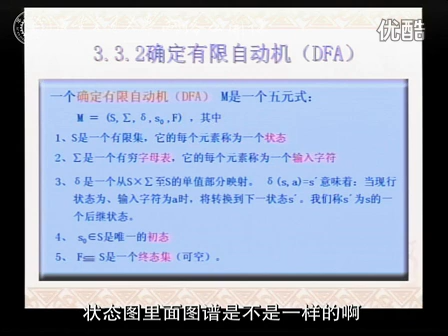 优酷
3.3.2确定有限自动机（DFA）
一个确定有限自动机（DFA） M是一个五元式：
M = (S,Σ,δ,s₀,F)，其中
1、S是一个有限集，它的每个元素称为一个状态
2、Σ是一个有穷字母表，它的每个元素称为一个输入字符
3、δ是一个从S×Σ至S的单值部分映射。 δ(s,a)=s'意味着：当现行
状态为、输入字符为a时，将转换到下一状态s'。我们称s'为s的一
个后继状态。
4、 s₀∈S是唯一的初态
5、 F⊆ S是一个终态集（可空）。
状态图里面图谱是不是一样的啊